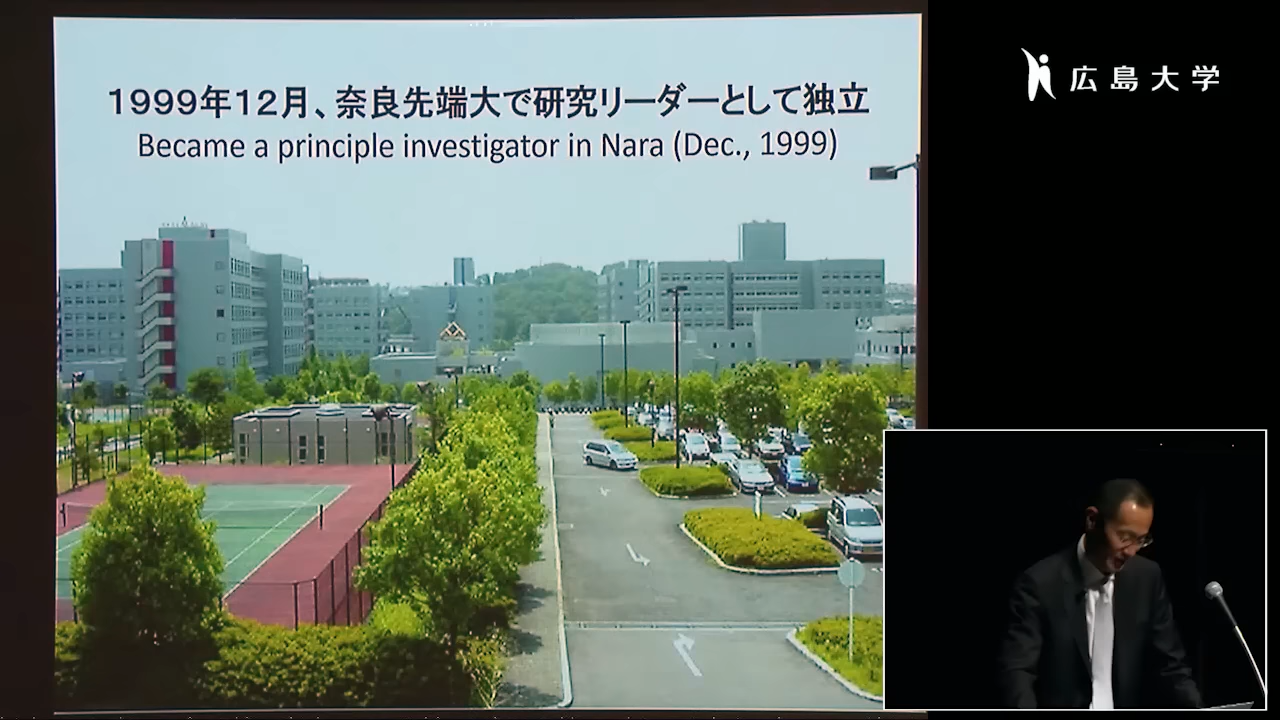 1999年12月、奈良先端大で研究リーダーとして独立
Became a principle investigator in Nara (Dec., 1999)
広島大学